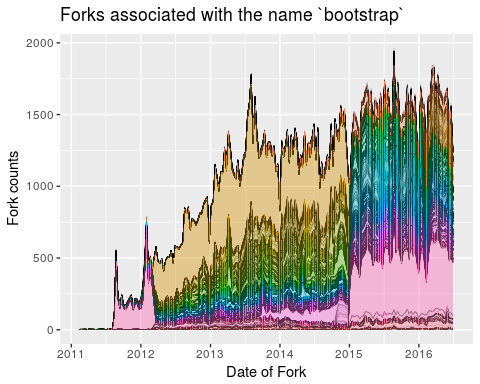 Forks associated with the name `bootstrap`
Fork counts
2000
1500
1000
500
0
2011 2012 2013 2014 2015 2016
Date of Fork